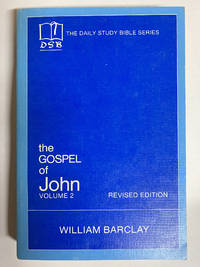 DSB
THE DAILY STUDY BIBLE SERIES
the
GOSPEL
of
John
VOLUME 2
REVISED EDITION
WILLIAM BARCLAY